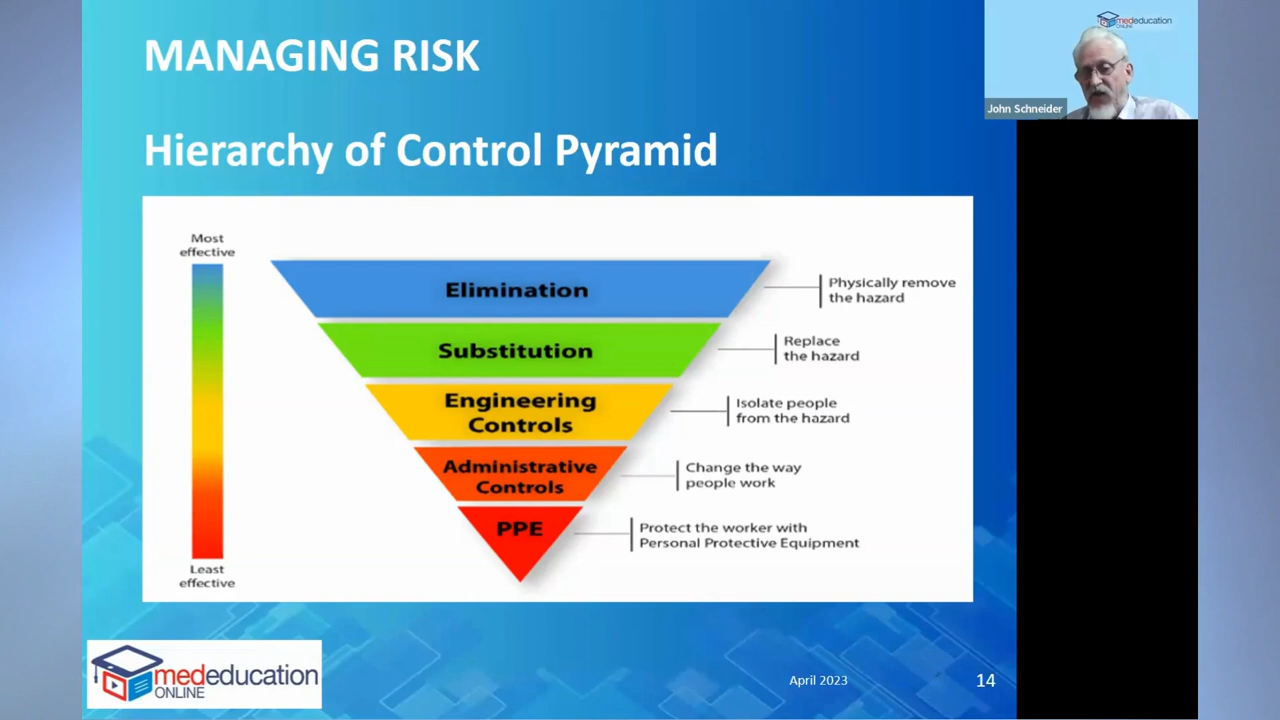 MANAGING RISK
Hierarchy of Control Pyramid
mededucation
ONLINE
John Schneider
Most
effective
Least
effective
Elimination
Physically remove
the hazard
Substitution
Replace
the hazard
Engineering
Controls
Isolate people
from the hazard
Administrative
Controls
Change the way
people work
PPE
Protect the worker with
Personal Protective Equipment
mededucation
ONLINE
April 2023
14